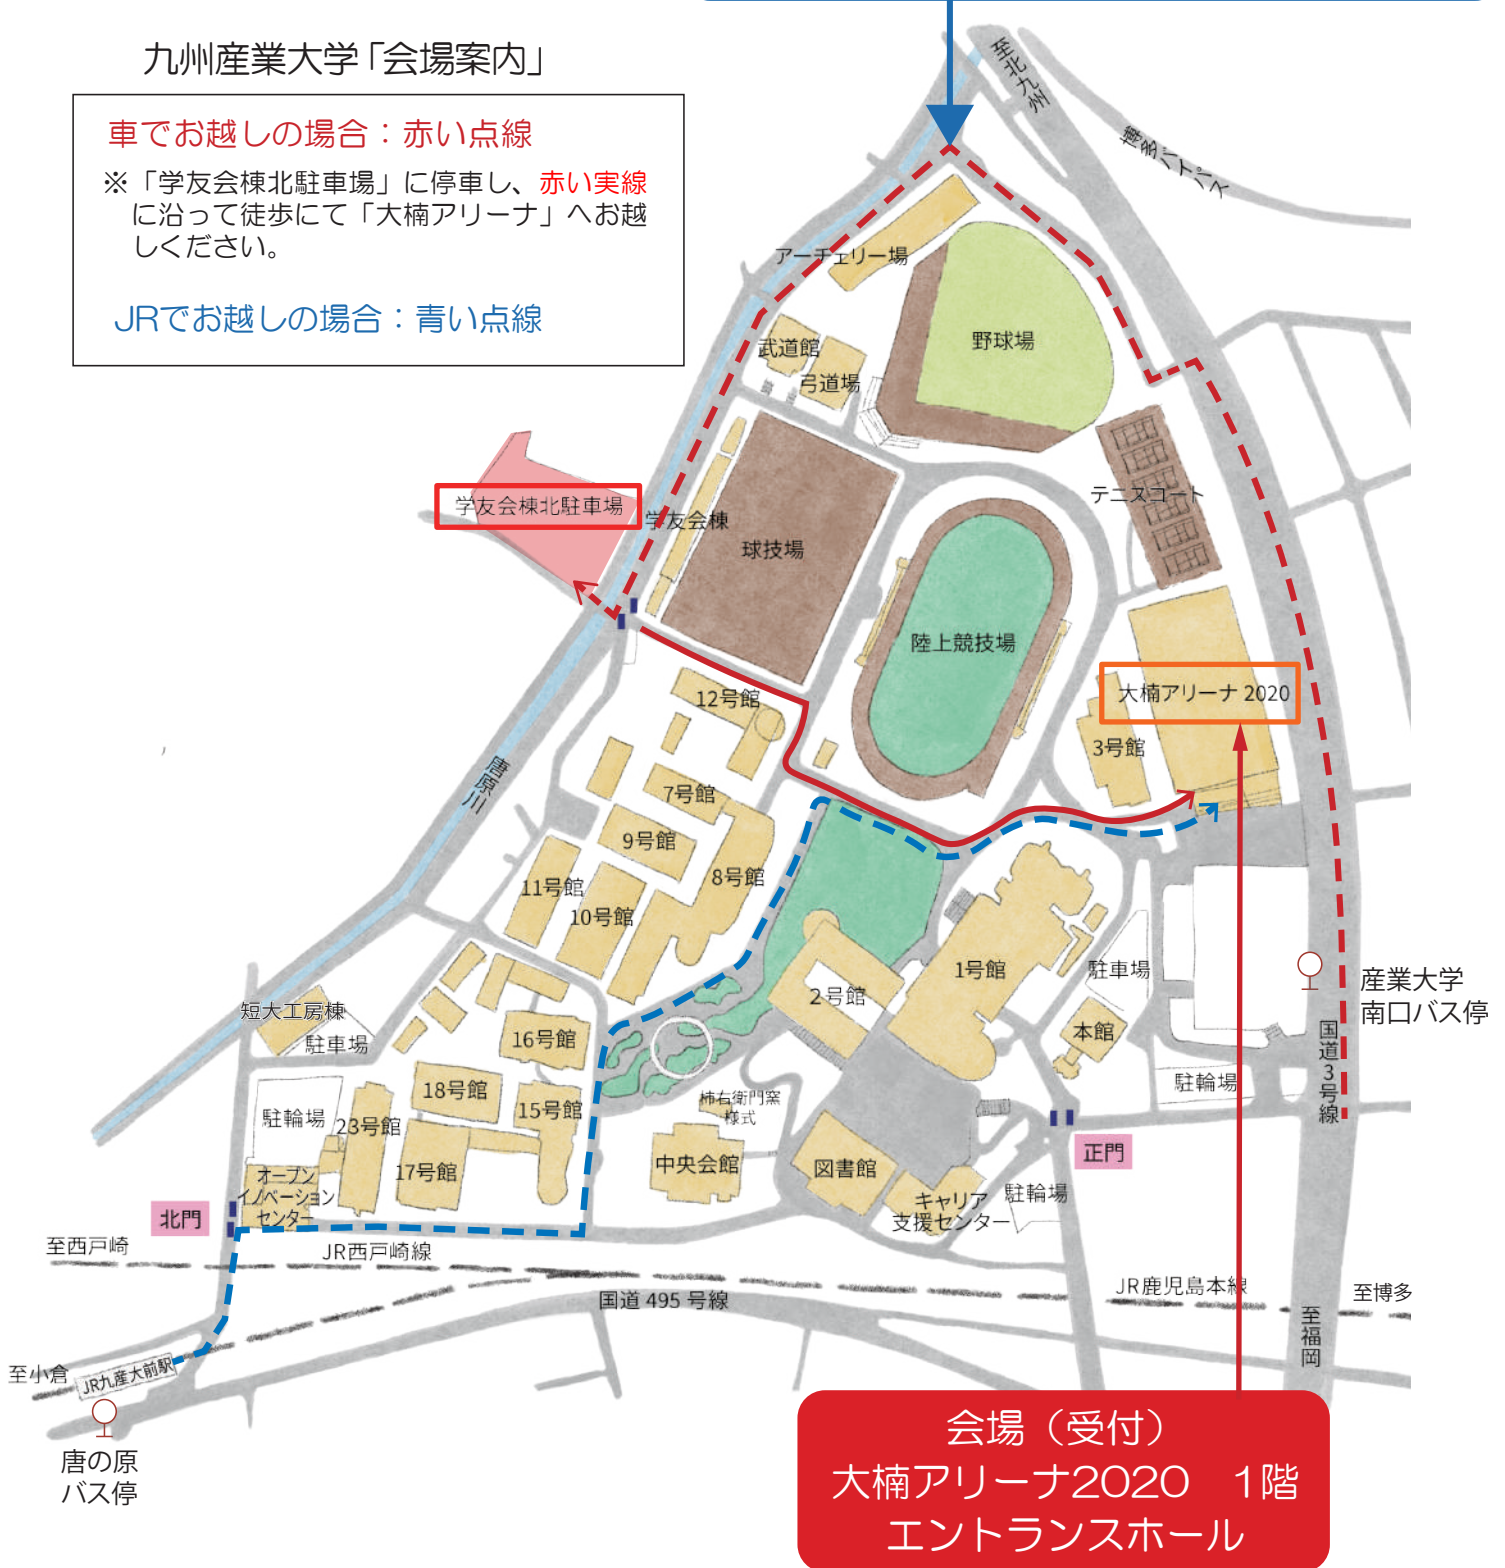 九州産業大学「会場案内」
車でお越しの場合：赤い点線
※「学友会棟北駐車場」に停車し、赤い実線
に沿って徒歩にて「大楠アリーナ」へお越
しください。
JRでお越しの場合：青い点線
至北九州
博多バイパス
アーチェリー場
野球場
武道館
弓道場
テニスコート
学友会棟北駐車場
学友会棟
球技場
陸上競技場
大楠アリーナ 2020
12号館
3号館
唐原川
7号館
9号館
8号館
11号館
10号館
1号館
駐車場
2号館
産業大学
南口バス停
短大工房棟
駐車場
16号館
本館
国道3号線
18号館
駐輪場
15号館
柿右衛門窯
様式
駐輪場
23号館
正門
17号館
中央会館
図書館
オープン
イノベーション
センター
キャリア
支援センター
駐輪場
北門
至西戸崎
JR西戸崎線
JR鹿児島本線
至博多
国道 495 号線
至福岡
至小倉
JR九産大前駅
唐の原
バス停
会場（受付）
大楠アリーナ2020　1階
エントランスホール